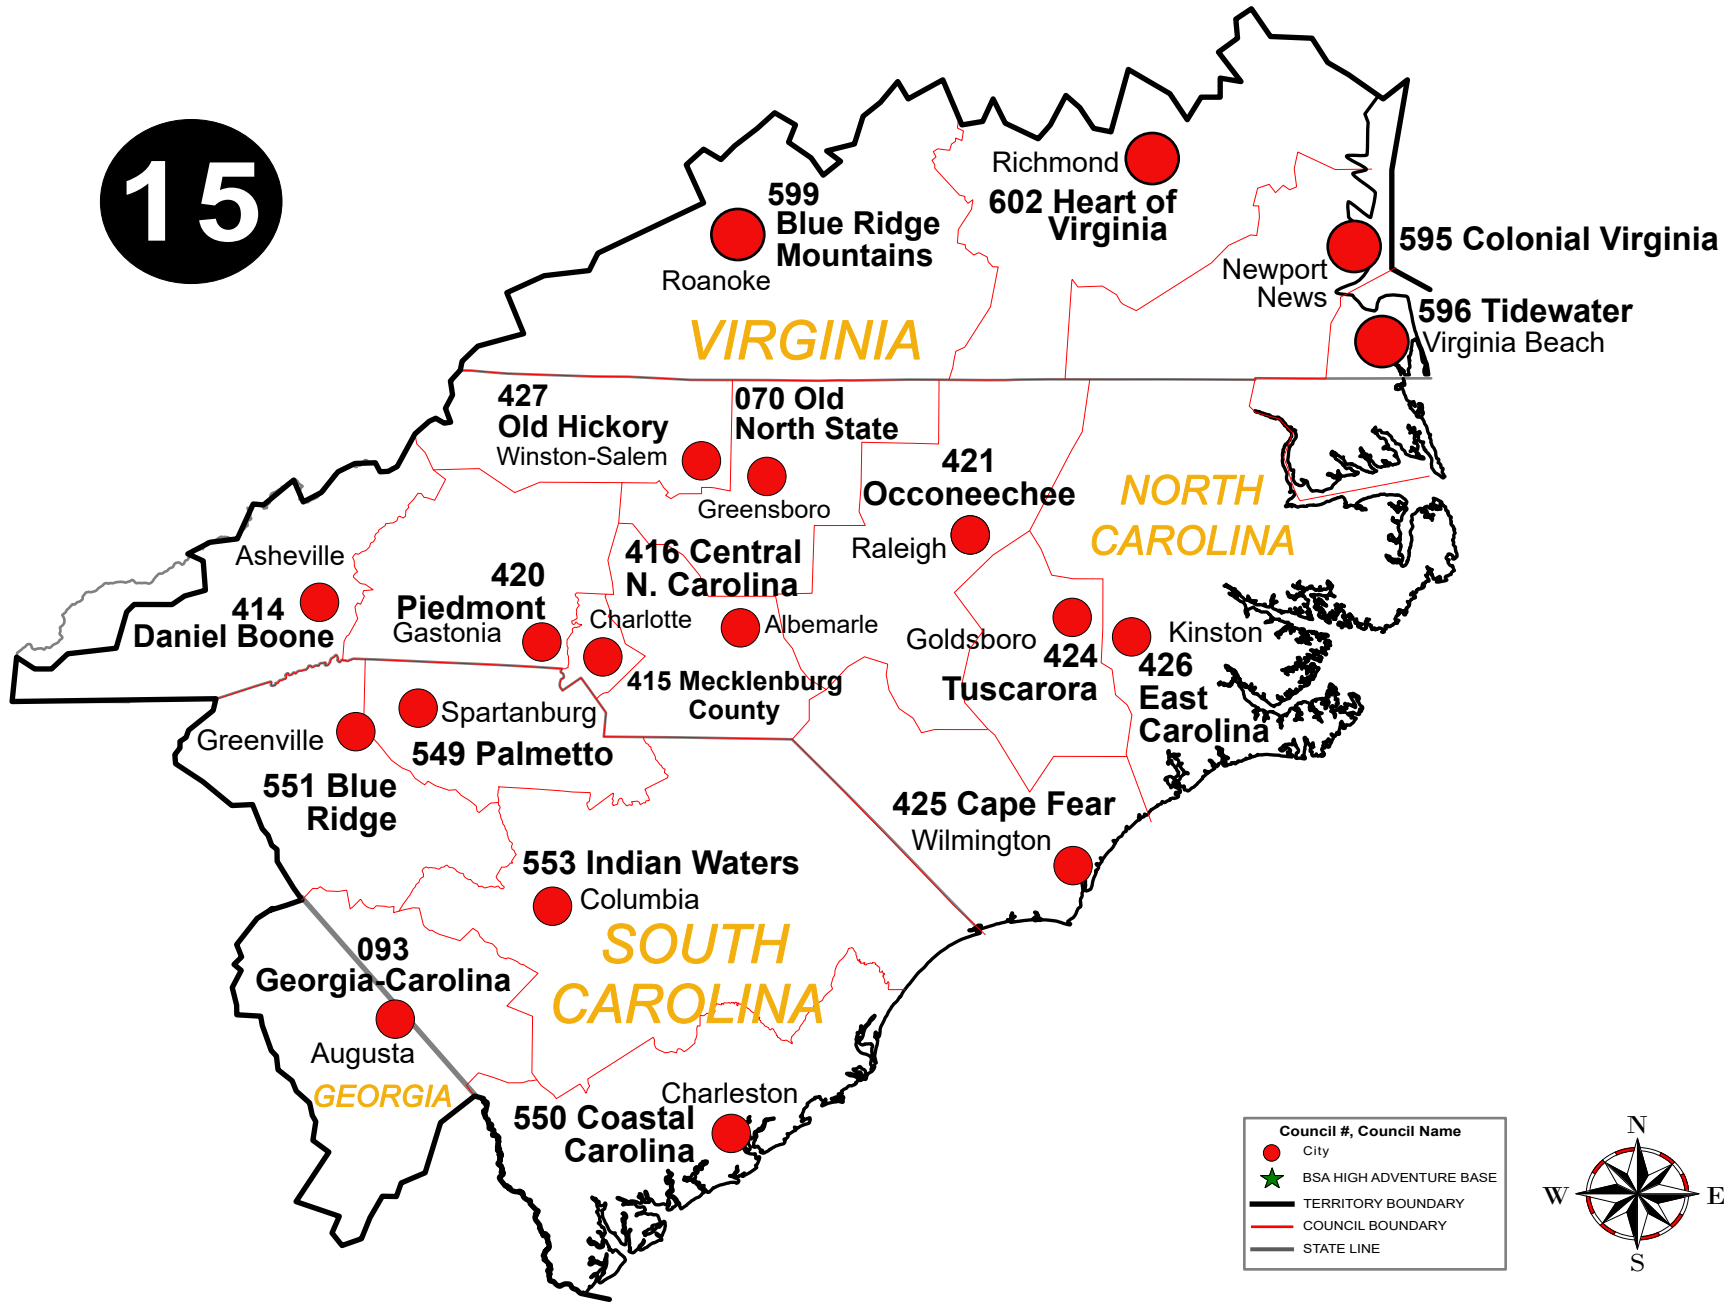 15
Richmond
602 Heart of
Virginia
599
Blue Ridge
Mountains
Roanoke
595 Colonial Virginia
Newport
News
596 Tidewater
Virginia Beach
VIRGINIA
427
Old Hickory
Winston-Salem
070 Old
North State
Greensboro
421
Occoneechee
Raleigh
NORTH
CAROLINA
Asheville
414
Daniel Boone
420
Piedmont
Gastonia
416 Central
N. Carolina
Charlotte
Albemarle
415 Mecklenburg
County
Goldsboro
424
Tuscarora
Kinston
426
East
Carolina
Spartanburg
549 Palmetto
Greenville
551 Blue
Ridge
425 Cape Fear
Wilmington
553 Indian Waters
Columbia
SOUTH
CAROLINA
093
Georgia-Carolina
Augusta
GEORGIA
Charleston
550 Coastal
Carolina
Council #, Council Name
City
BSA HIGH ADVENTURE BASE
TERRITORY BOUNDARY
COUNCIL BOUNDARY
STATE LINE
N
W
E
S